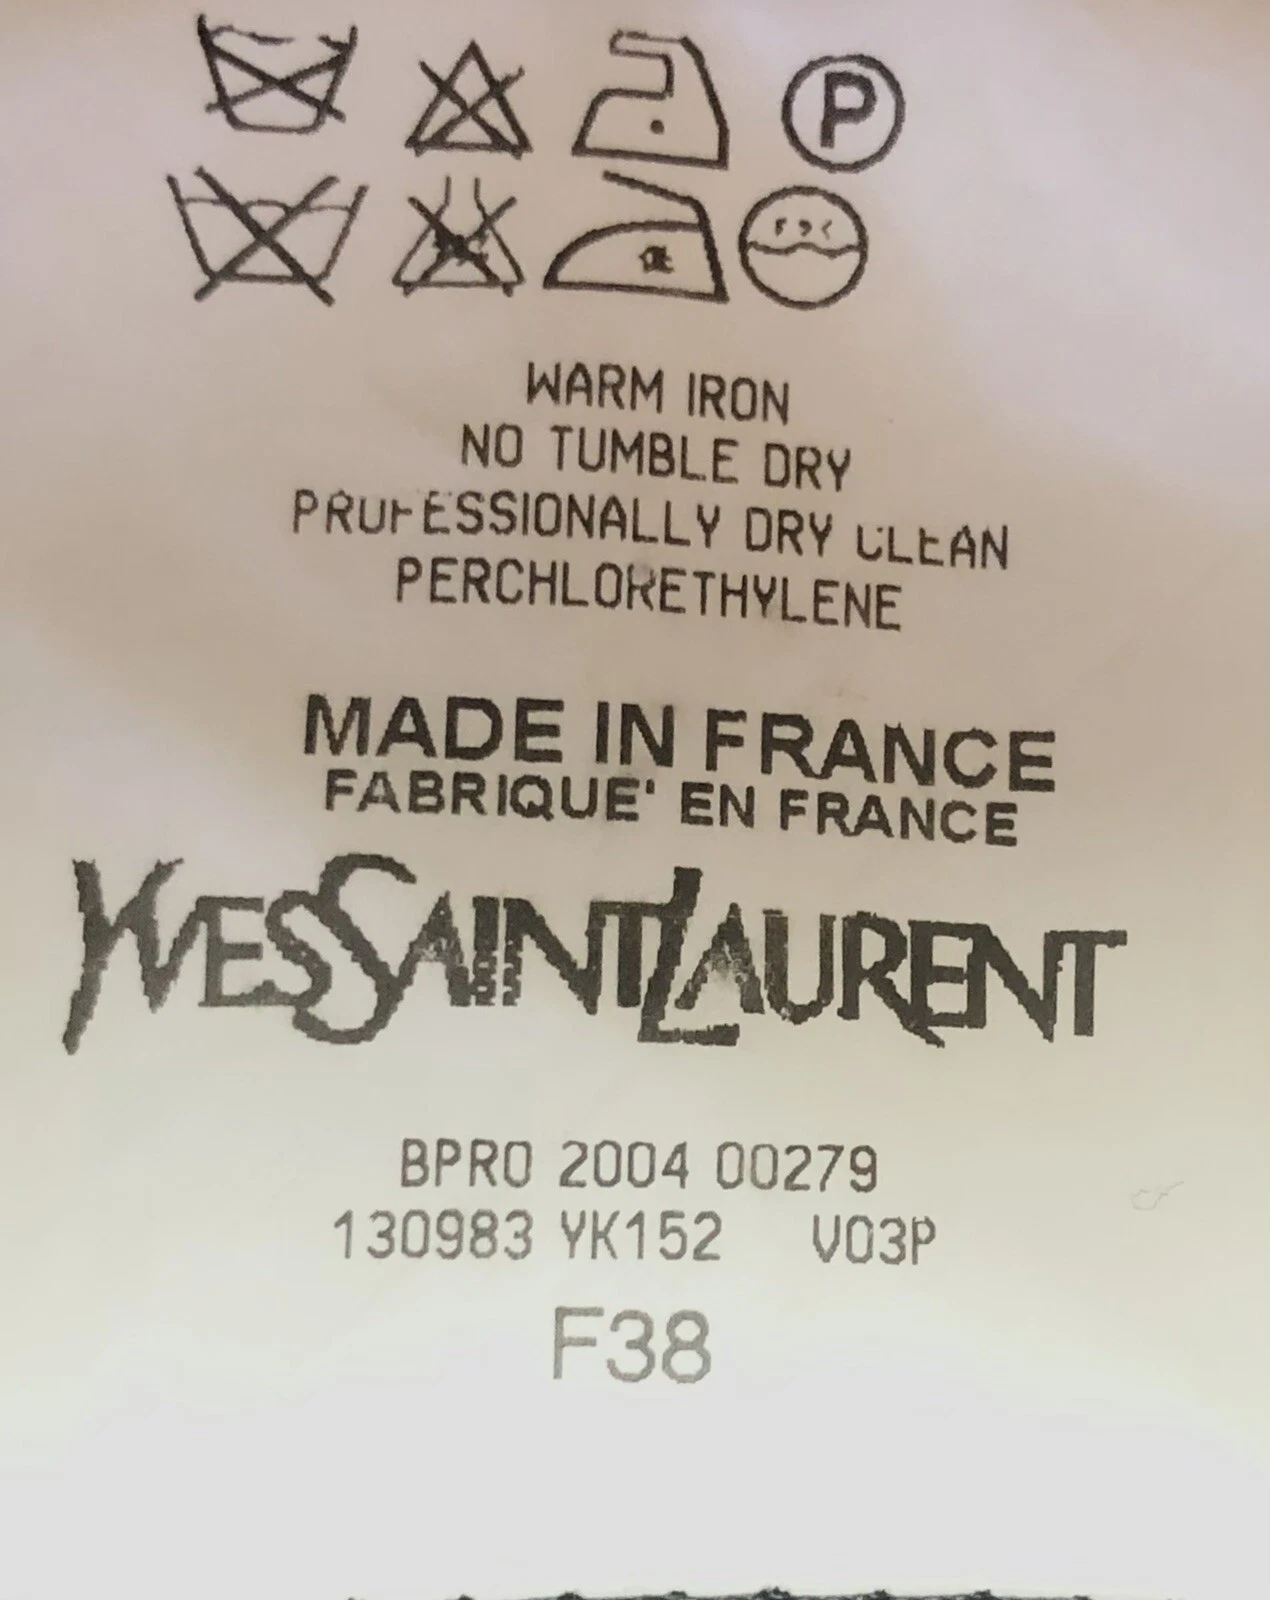 P
WARM IRON
NO TUMBLE DRY
PROFESSIONALLY DRY CLEAN
PERCHLORETHYLENE
MADE IN FRANCE
FABRIQUE' EN FRANCE
YVESSAINTLAURENT
BPRO 2004 00279
130983 YK152 V03P
F38